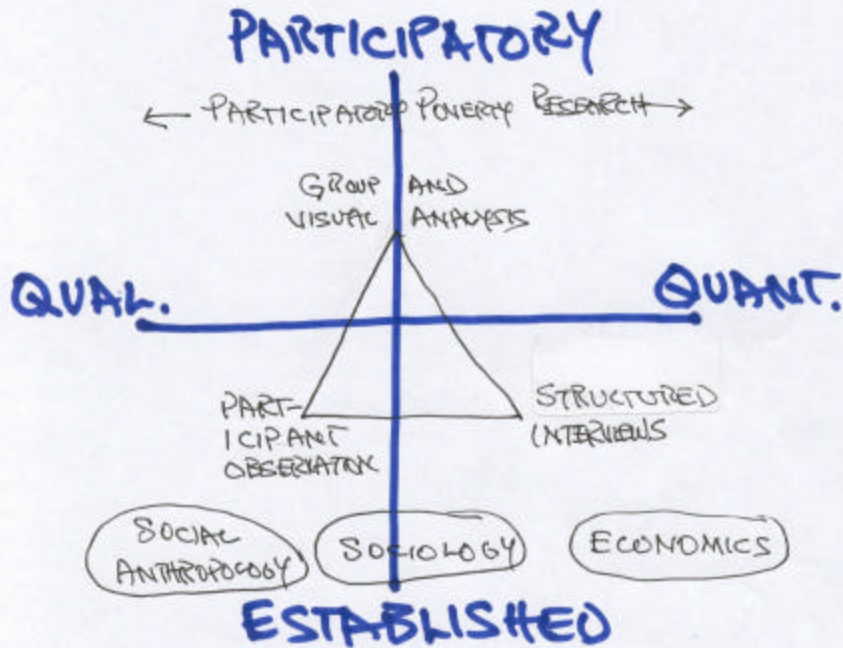 PARTICIPATORY
← PARTICIPATORY POVERTY RESEARCH →
GROUP AND
VISUAL ANALYSIS
QUAL.
QUANT.
PART-
ICIPANT
OBSERVATION
STRUCTURED
INTERVIEWS
SOCIAL
ANTHROPOLOGY
SOCIOLOGY
ECONOMICS
ESTABLISHED